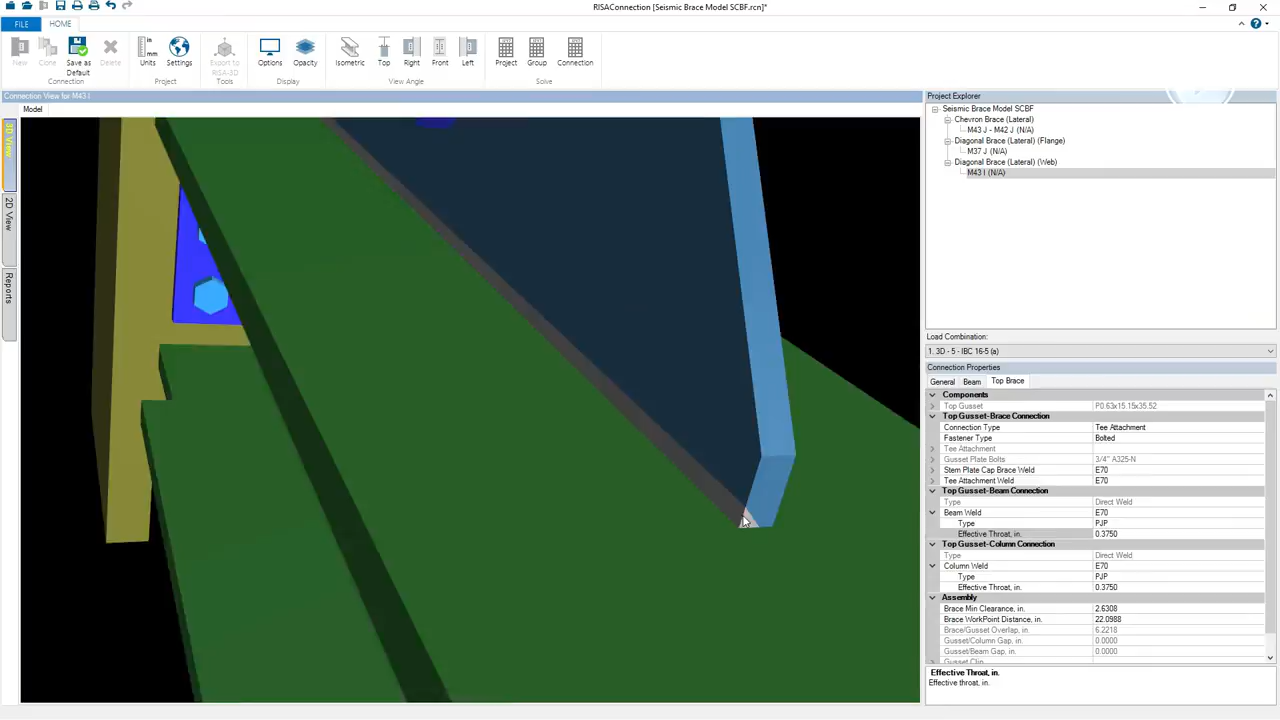 RISAConnection [Seismic Brace Model SCBF.rcn]*
FILE
HOME
New
Clone
Save as Default
Delete
Units
Settings
Export to RISA-3D
Options
Opacity
Isometric
Top
Right
Front
Left
Project
Group
Connection
Connection
Project
Tools
Display
View Angle
Solve
Connection View for M43 I
Model
3D View
2D View
Reports
Project Explorer
Seismic Brace Model SCBF
Chevron Brace (Lateral)
M43 J - M42 J (N/A)
Diagonal Brace (Lateral) (Flange)
M37 J (N/A)
Diagonal Brace (Lateral) (Web)
M43 I (N/A)
Load Combination:
1. 3D - 5 - IBC 16-5 (a)
Connection Properties
General
Beam
Top Brace
Components
Top Gusset P0.63x15.15x35.52
Top Gusset-Brace Connection
Connection Type Tee Attachment
Fastener Type Bolted
Tee Attachment
Gusset Plate Bolts 3/4" A325-N
Stem Plate Cap Brace Weld E70
Tee Attachment Weld E70
Top Gusset-Beam Connection
Type Direct Weld
Beam Weld E70
Type PJP
Effective Throat, in. 0.3750
Top Gusset-Column Connection
Type Direct Weld
Column Weld E70
Type PJP
Effective Throat, in. 0.3750
Assembly
Brace Min Clearance, in. 2.6308
Brace WorkPoint Distance, in. 22.0988
Brace/Gusset Overlap, in. 6.2218
Gusset/Column Gap, in. 0.0000
Gusset/Beam Gap, in. 0.0000
Gusset Clip
Effective Throat, in.
Effective throat, in.